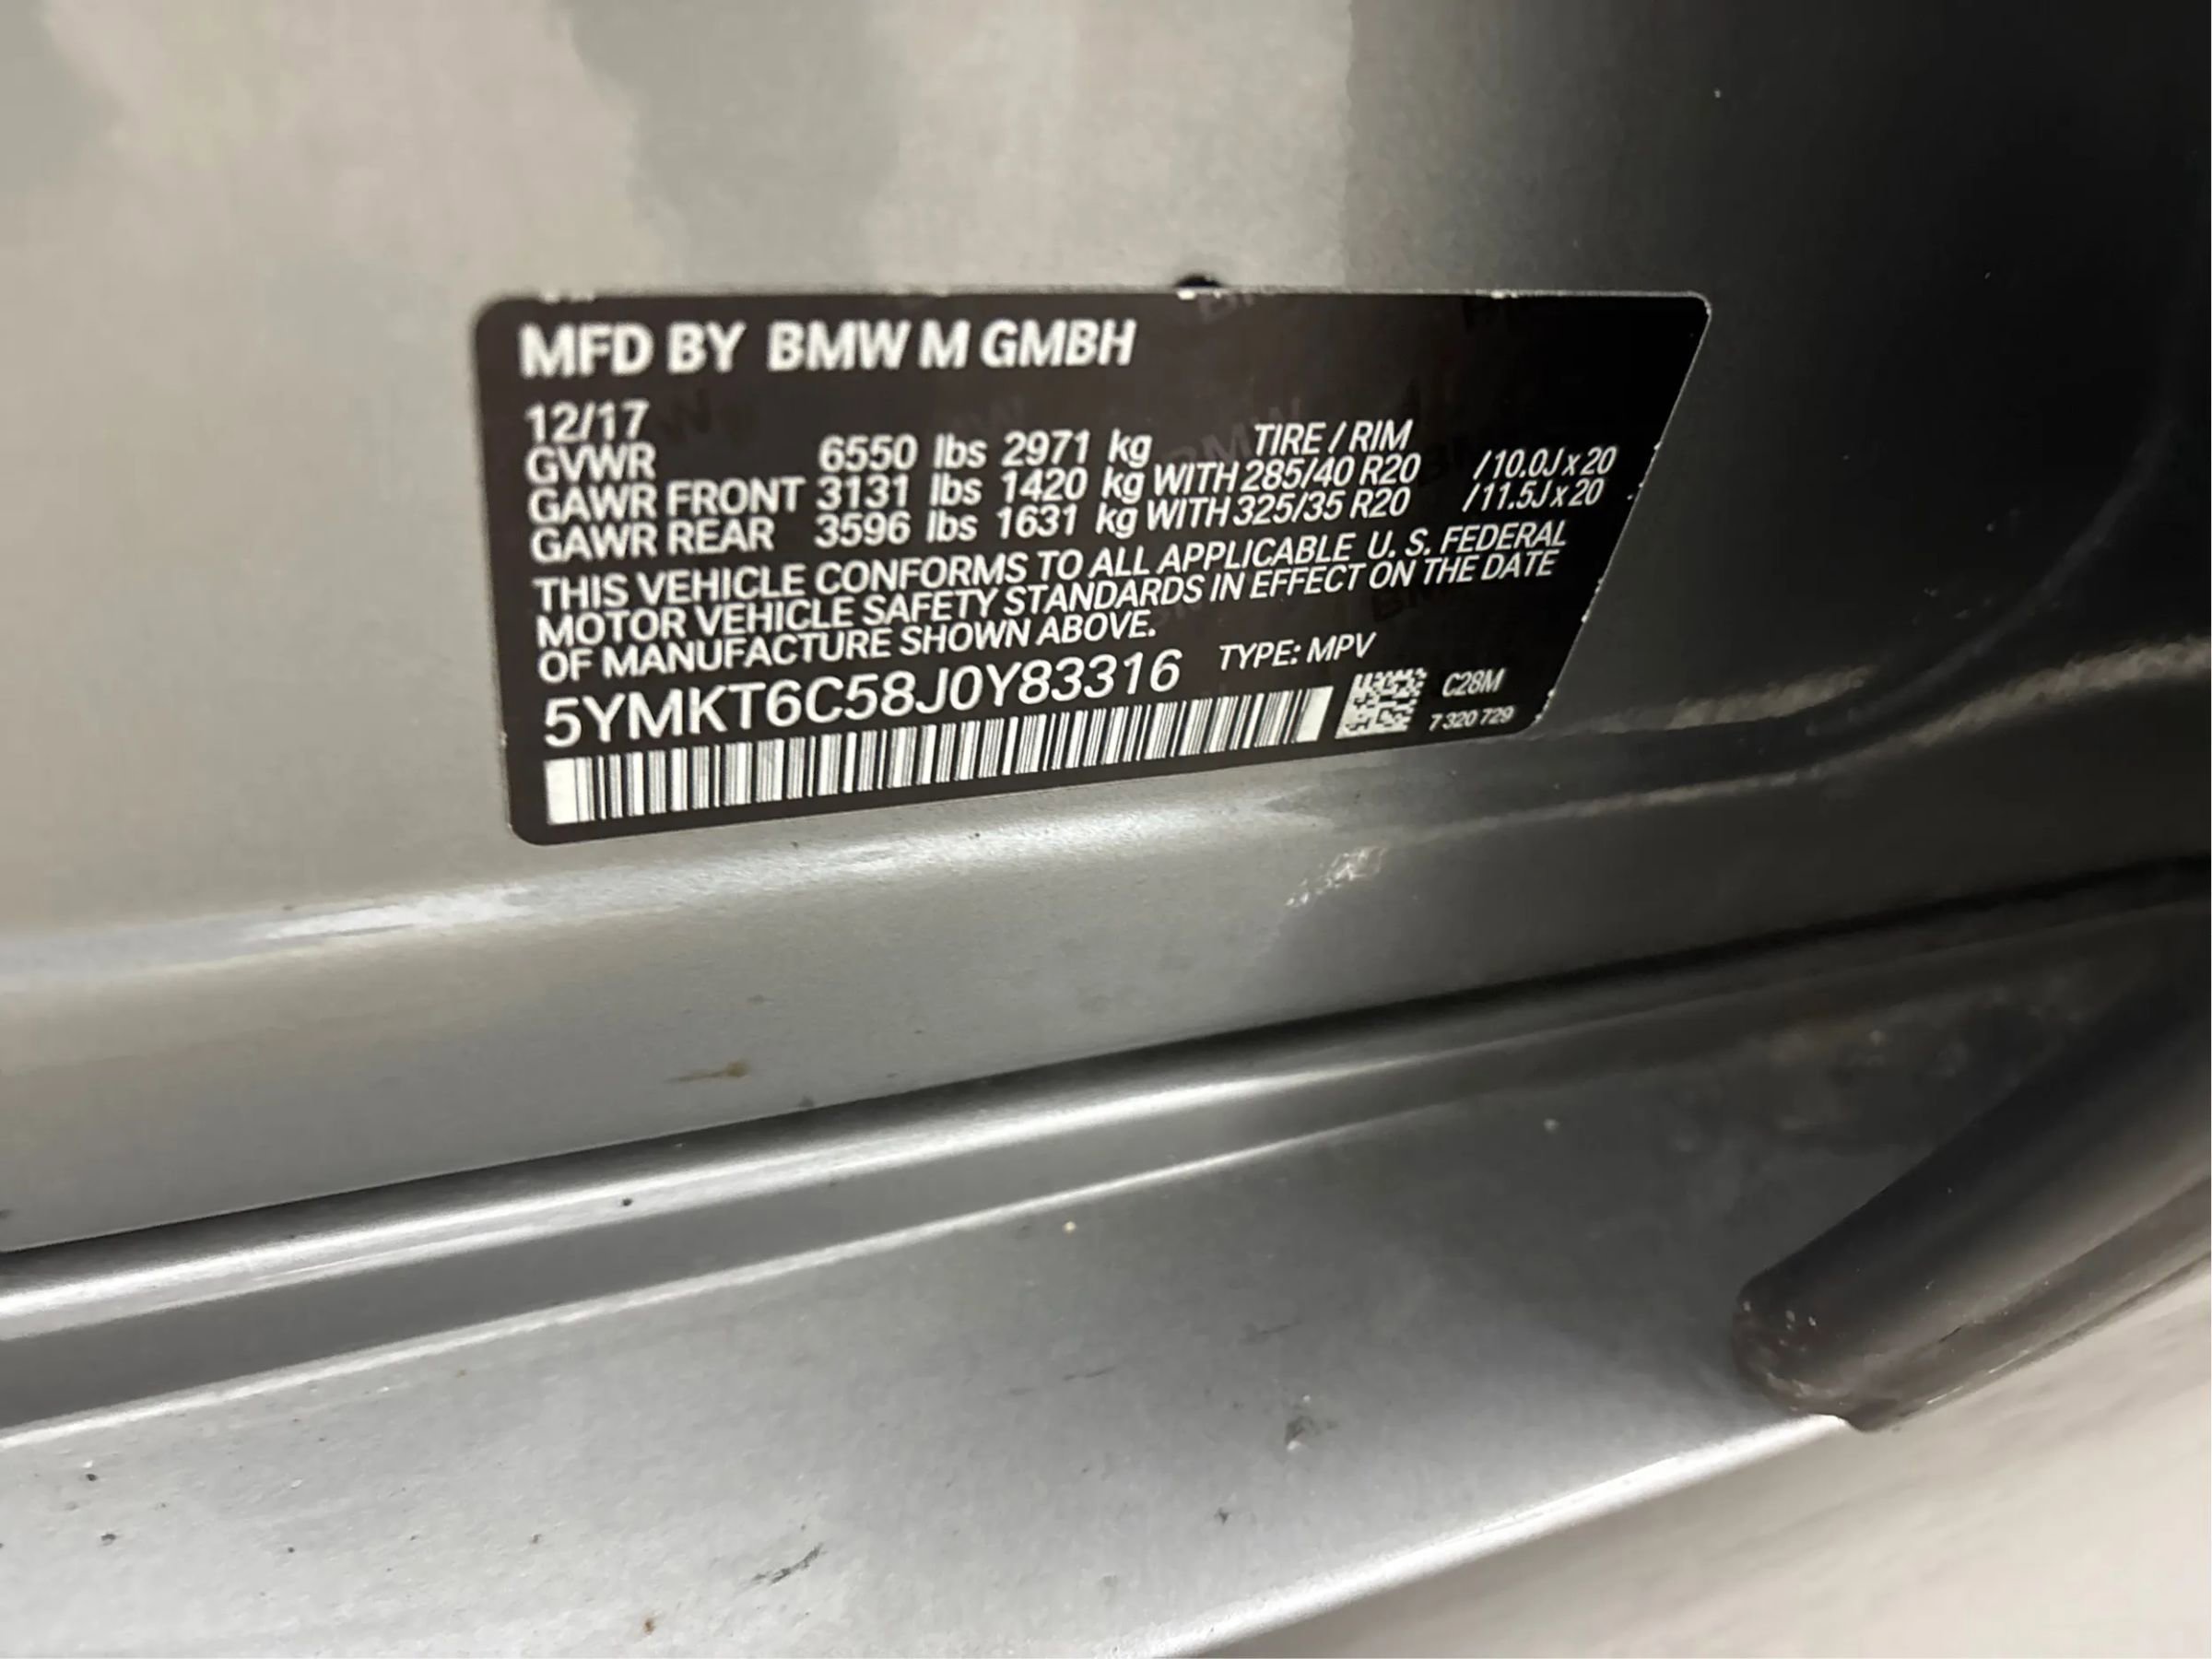 MFD BY BMW M GMBH
12/17
GVWR 6550 lbs 2971 kg TIRE / RIM
GAWR FRONT 3131 lbs 1420 kg WITH 285/40 R20 / 10.0J x 20
GAWR REAR 3596 lbs 1631 kg WITH 325/35 R20 / 11.5J x 20
THIS VEHICLE CONFORMS TO ALL APPLICABLE U. S. FEDERAL
MOTOR VEHICLE SAFETY STANDARDS IN EFFECT ON THE DATE
OF MANUFACTURE SHOWN ABOVE.
5YMKT6C58J0Y83316 TYPE: MPV
C28M
7 320 729